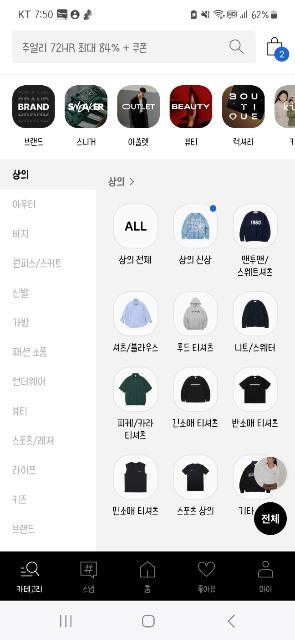 KT 7:50
62%
주얼리 72HR 최대 84% + 쿠폰
2
BRAND
BRAND
BRAND
SNEAKER
OUTLET
BEAUTY
BOU
TI
QUE
브랜드
스니커
아울렛
뷰티
럭셔리
상의
아우터
바지
원피스/스커트
신발
가방
패션 소품
언더웨어
뷰티
스포츠/레저
라이프
키즈
브랜드
상의 >
ALL
상의 전체
상의 신상
맨투맨/
스웨트셔츠
셔츠/블라우스
후드 티셔츠
니트/스웨터
피케/카라
티셔츠
긴소매 티셔츠
반소매 티셔츠
민소매 티셔츠
스포츠 상의
기타
전체
카테고리
스냅
홈
좋아요
마이